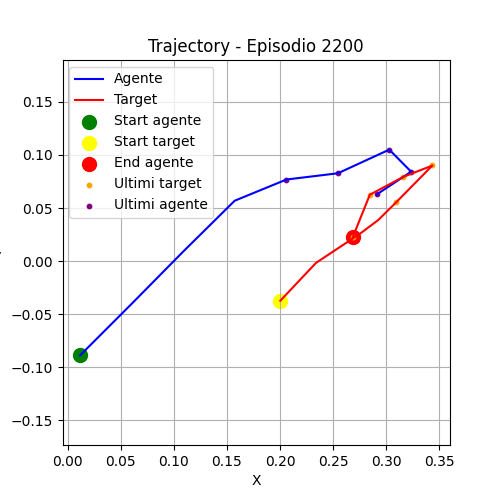 Trajectory - Episodio 2200
Agente
Target
Start agente
Start target
End agente
Ultimi target
Ultimi agente
0.15
0.10
0.05
0.00
−0.05
−0.10
−0.15
0.00 0.05 0.10 0.15 0.20 0.25 0.30 0.35
X